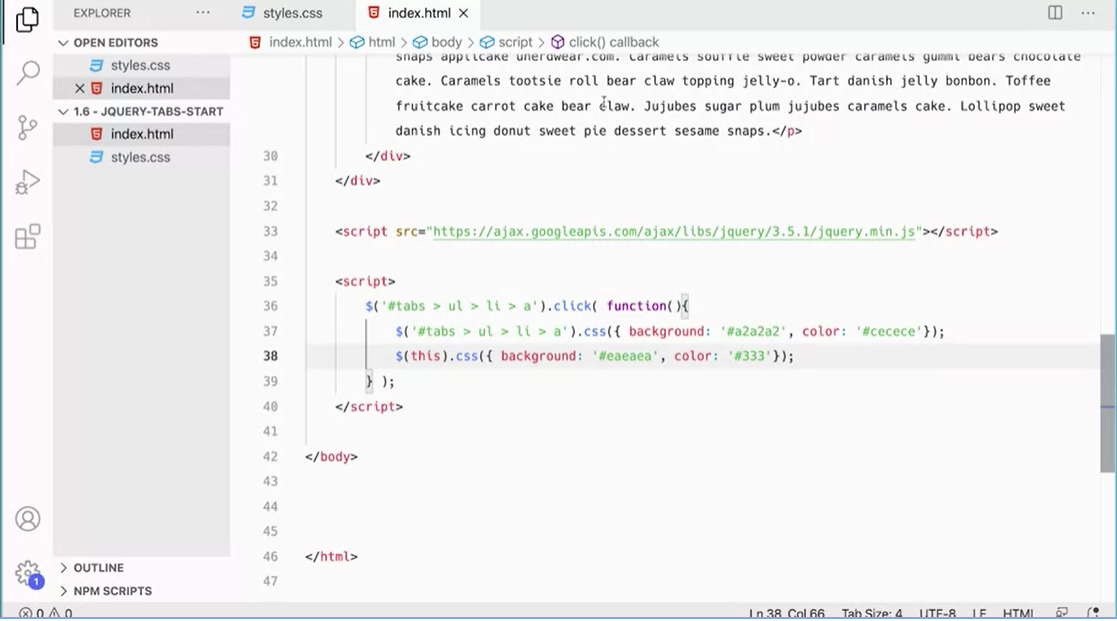 EXPLORER ··· styles.css index.html ×
OPEN EDITORS index.html > html > body > script > click() callback
styles.css
× index.html
1.6 - JQUERY-TABS-START
index.html
styles.css
snaps applicake unerdwear.com. Caramels soufflé sweet powder caramels gummi bears chocolate
cake. Caramels tootsie roll bear claw topping jelly-o. Tart danish jelly bonbon. Toffee
fruitcake carrot cake bear claw. Jujubes sugar plum jujubes caramels cake. Lollipop sweet
danish icing donut sweet pie dessert sesame snaps.</p>
30 </div>
31 </div>
32
33 <script src="https://ajax.googleapis.com/ajax/libs/jquery/3.5.1/jquery.min.js"></script>
34
35 <script>
36 $('#tabs > ul > li > a').click( function(){
37 $('#tabs > ul > li > a').css({ background: '#a2a2a2', color: '#cecece'});
38 $(this).css({ background: '#eaeaea', color: '#333'});
39 } );
40 </script>
41
42 </body>
43
44
45
46 </html>
47
OUTLINE
1
NPM SCRIPTS
0 0 Ln 38, Col 66 Tab Size: 4 UTF-8 LF HTML